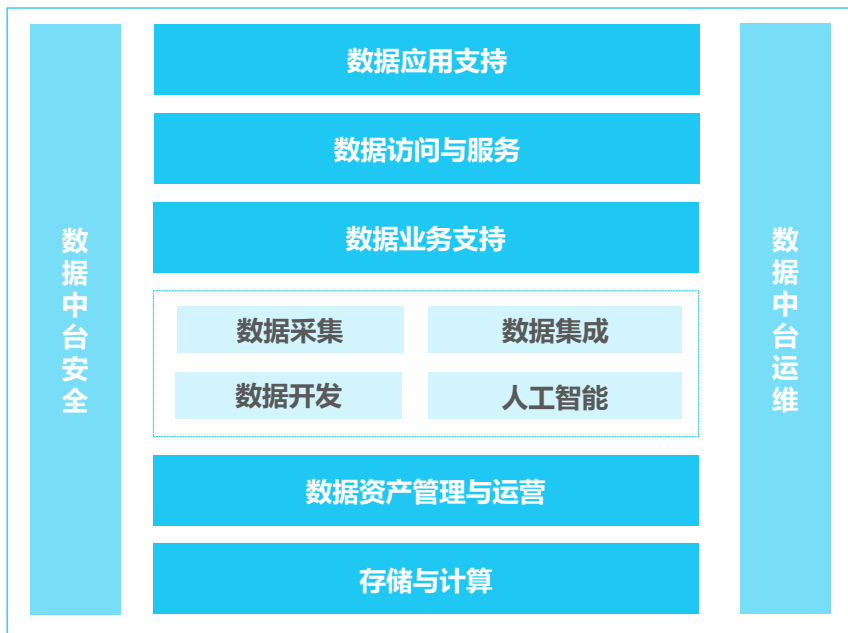 数据应用支持
数据访问与服务
数据业务支持
数据中台安全
数据中台运维
数据采集
数据集成
数据开发
人工智能
数据资产管理与运营
存储与计算